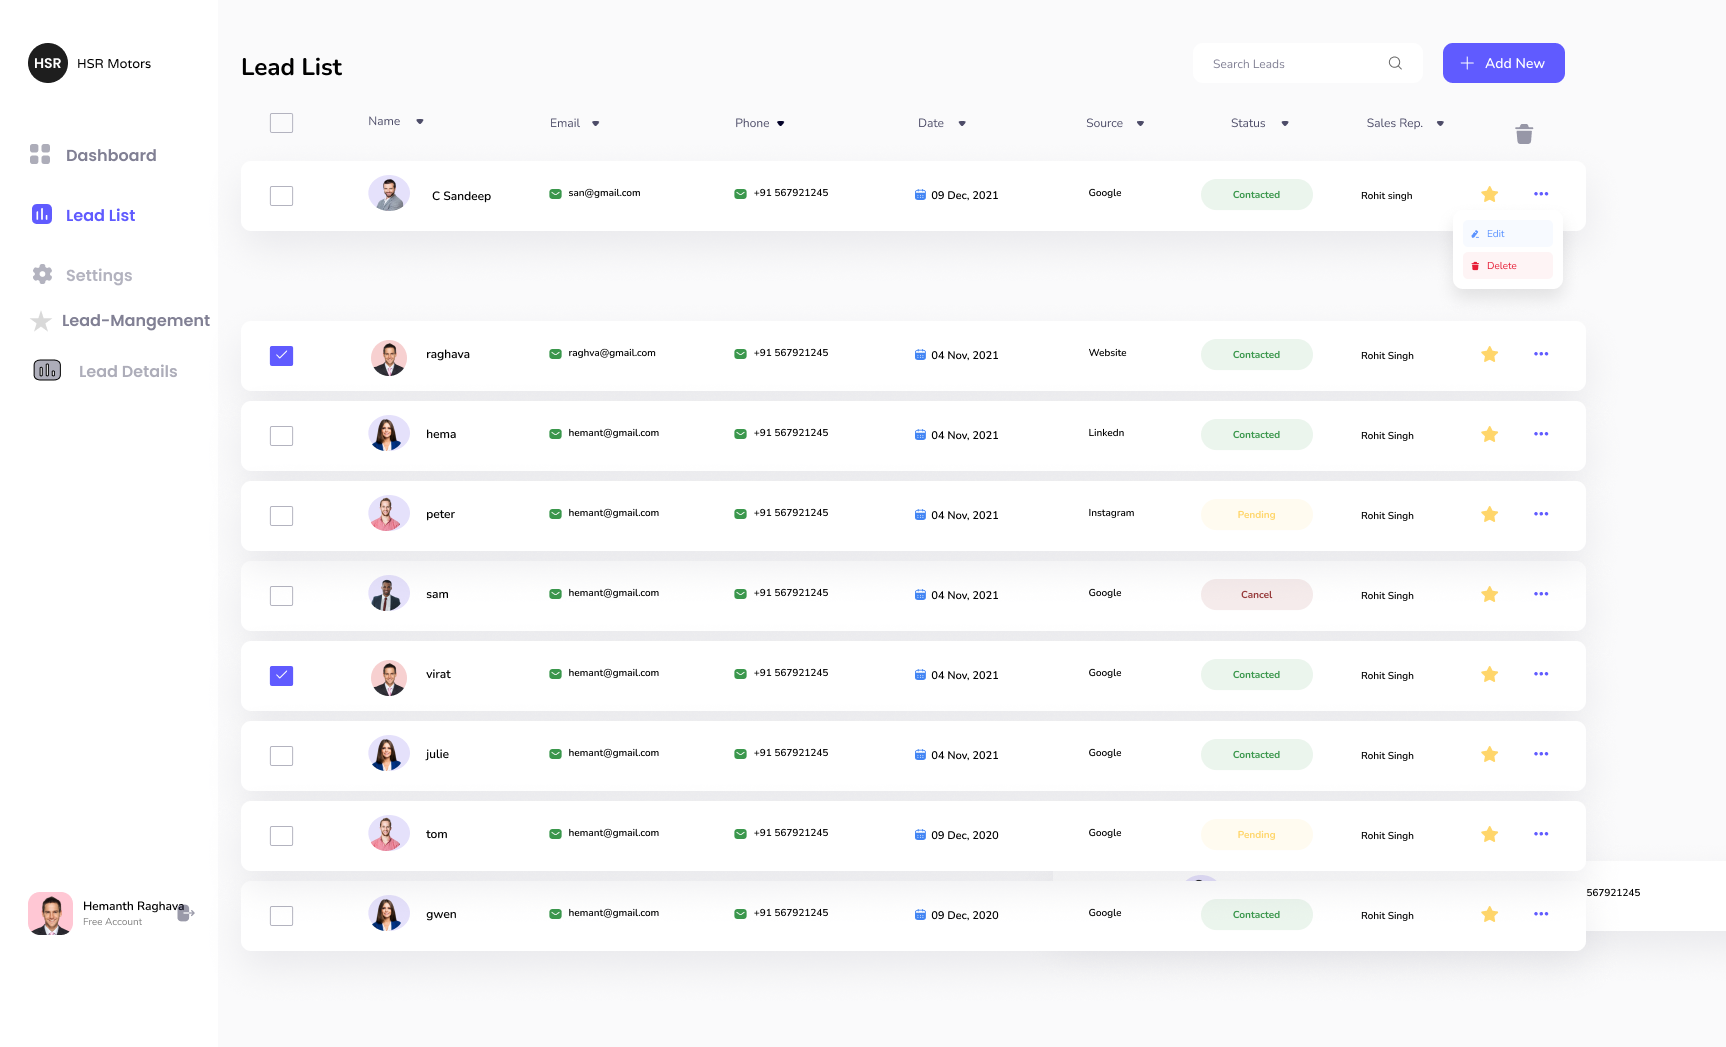 HSR HSR Motors
Dashboard
Lead List
Settings
Lead-Mangement
Lead Details
Hemanth Raghava
Free Account
Lead List
Search Leads
Add New
Name Email Phone Date Source Status Sales Rep.
C Sandeep san@gmail.com +91 567921245 09 Dec, 2021 Google Contacted Rohit singh
Edit
Delete
raghava raghva@gmail.com +91 567921245 04 Nov, 2021 Website Contacted Rohit Singh
hema hemant@gmail.com +91 567921245 04 Nov, 2021 Linkedn Contacted Rohit Singh
peter hemant@gmail.com +91 567921245 04 Nov, 2021 Instagram Pending Rohit Singh
sam hemant@gmail.com +91 567921245 04 Nov, 2021 Google Cancel Rohit Singh
virat hemant@gmail.com +91 567921245 04 Nov, 2021 Google Contacted Rohit Singh
julie hemant@gmail.com +91 567921245 04 Nov, 2021 Google Contacted Rohit Singh
tom hemant@gmail.com +91 567921245 09 Dec, 2020 Google Pending Rohit Singh
567921245
gwen hemant@gmail.com +91 567921245 09 Dec, 2020 Google Contacted Rohit Singh